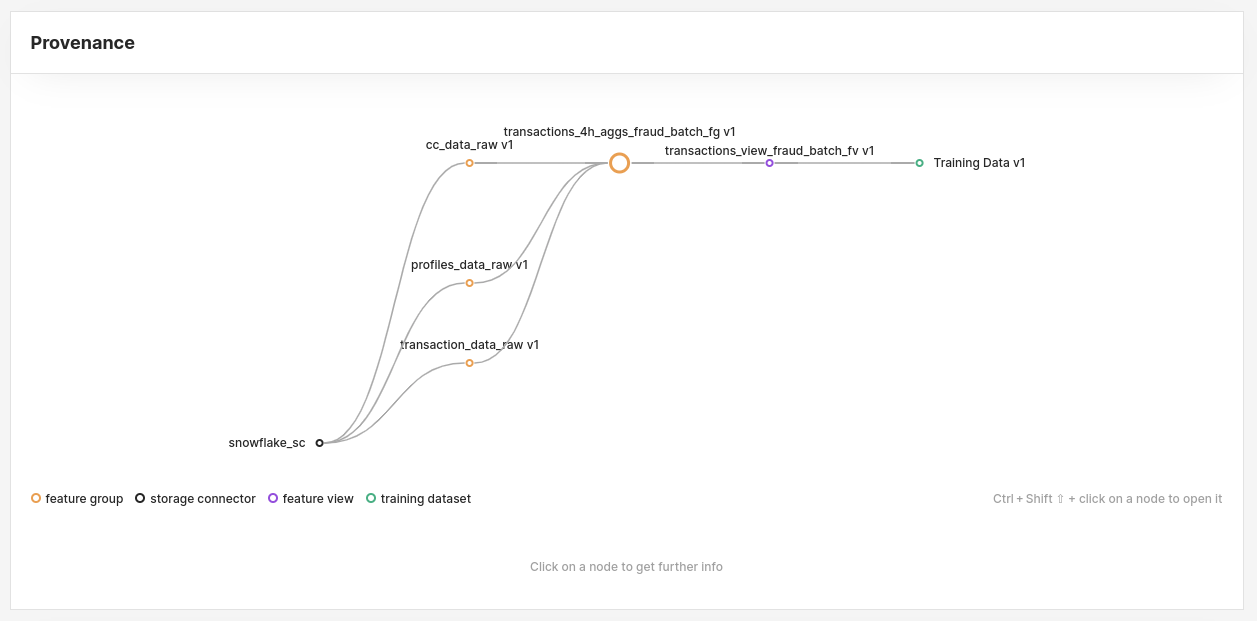 Provenance
transactions_4h_aggs_fraud_batch_fg v1
cc_data_raw v1
transactions_view_fraud_batch_fv v1
Training Data v1
profiles_data_raw v1
transaction_data_raw v1
snowflake_sc
feature group storage connector feature view training dataset
Ctrl + Shift ⇧ + click on a node to open it
Click on a node to get further info